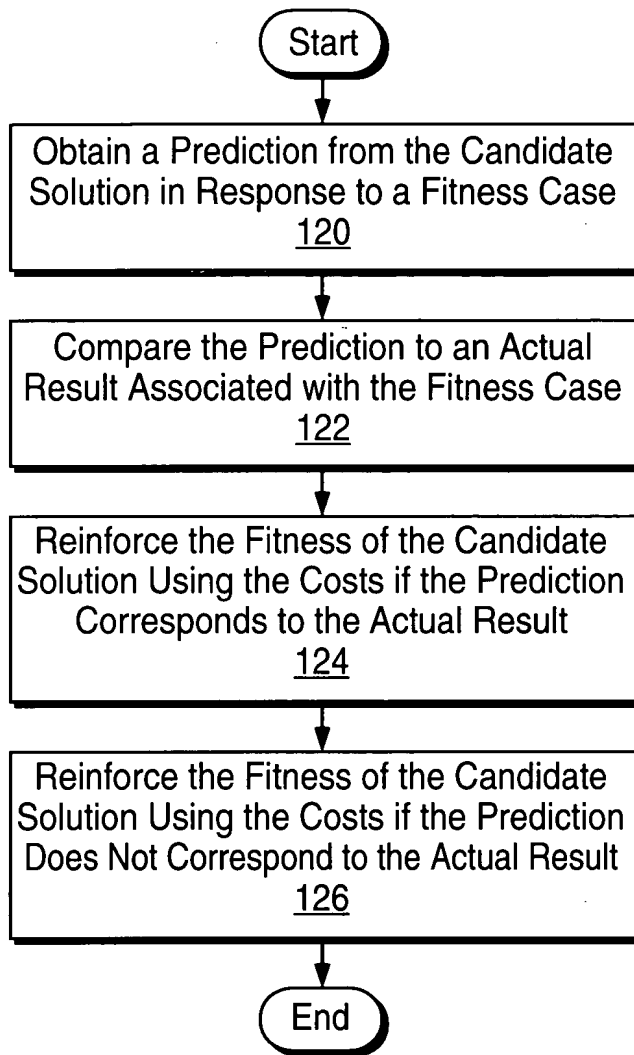 Start
Obtain a Prediction from the Candidate
Solution in Response to a Fitness Case
120
Compare the Prediction to an Actual
Result Associated with the Fitness Case
122
Reinforce the Fitness of the Candidate
Solution Using the Costs if the Prediction
Corresponds to the Actual Result
124
Reinforce the Fitness of the Candidate
Solution Using the Costs if the Prediction
Does Not Correspond to the Actual Result
126
End